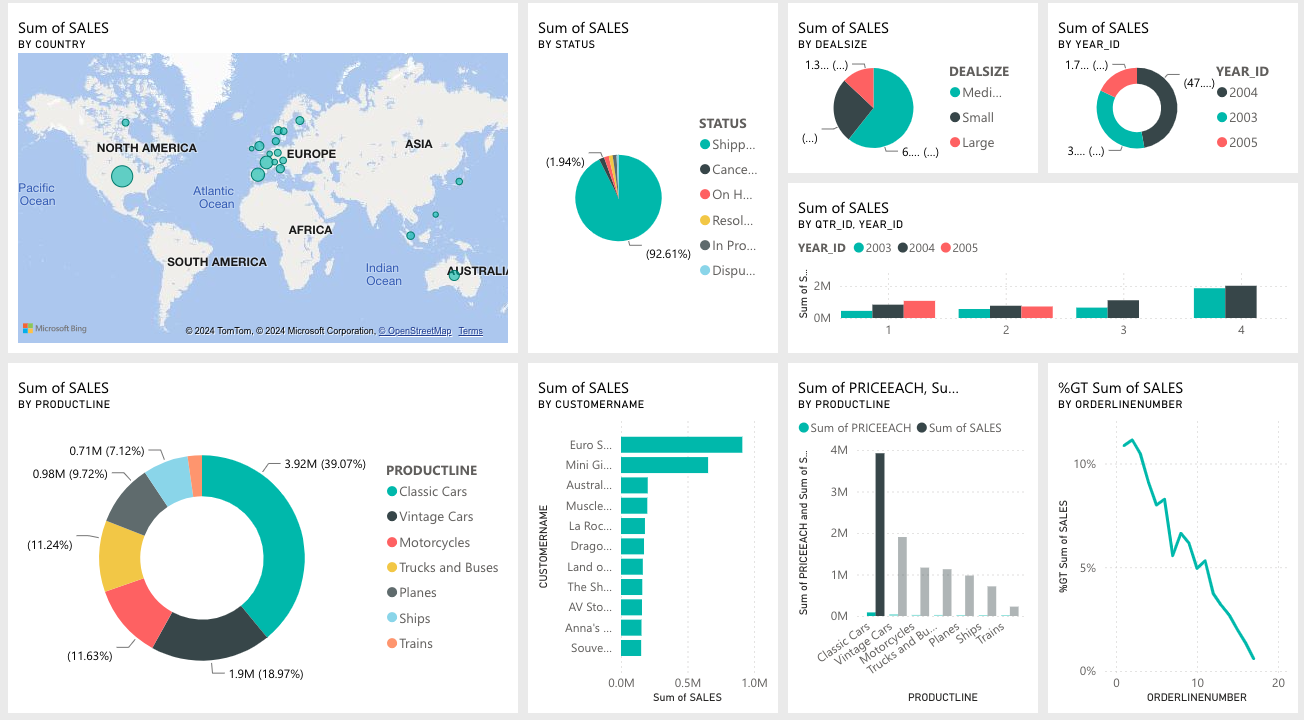 Sum of SALES
BY COUNTRY
NORTH AMERICA
EUROPE
ASIA
Pacific
Ocean
Atlantic
Ocean
AFRICA
SOUTH AMERICA
Indian
Ocean
AUSTRALIA
Microsoft Bing
© 2024 TomTom, © 2024 Microsoft Corporation, © OpenStreetMap Terms
Sum of SALES
BY STATUS
(1.94%)
(92.61%)
STATUS
Shipp...
Cance...
On H...
Resol...
In Pro...
Dispu...
Sum of SALES
BY DEALSIZE
1.3... (...)
(...)
6.... (...)
DEALSIZE
Medi...
Small
Large
Sum of SALES
BY YEAR_ID
1.7... (...)
(47....)
3.... (...)
YEAR_ID
2004
2003
2005
Sum of SALES
BY QTR_ID, YEAR_ID
YEAR_ID 2003 2004 2005
Sum of S...
2M
0M
1 2 3 4
Sum of SALES
BY PRODUCTLINE
0.71M (7.12%)
0.98M (9.72%)
(11.24%)
(11.63%)
1.9M (18.97%)
3.92M (39.07%)
PRODUCTLINE
Classic Cars
Vintage Cars
Motorcycles
Trucks and Buses
Planes
Ships
Trains
Sum of SALES
BY CUSTOMERNAME
CUSTOMERNAME
Euro S...
Mini Gi...
Austral...
Muscle...
La Roc...
Drago...
Land o...
The Sh...
AV Sto...
Anna's ...
Souve...
0.0M 0.5M 1.0M
Sum of SALES
Sum of PRICEEACH, Su...
BY PRODUCTLINE
Sum of PRICEEACH Sum of SALES
Sum of PRICEEACH and Sum of S...
4M
3M
2M
1M
0M
Classic Cars
Vintage Cars
Motorcycles
Trucks and Bu...
Planes
Ships
Trains
PRODUCTLINE
%GT Sum of SALES
BY ORDERLINENUMBER
%GT Sum of SALES
10%
5%
0%
0 10 20
ORDERLINENUMBER